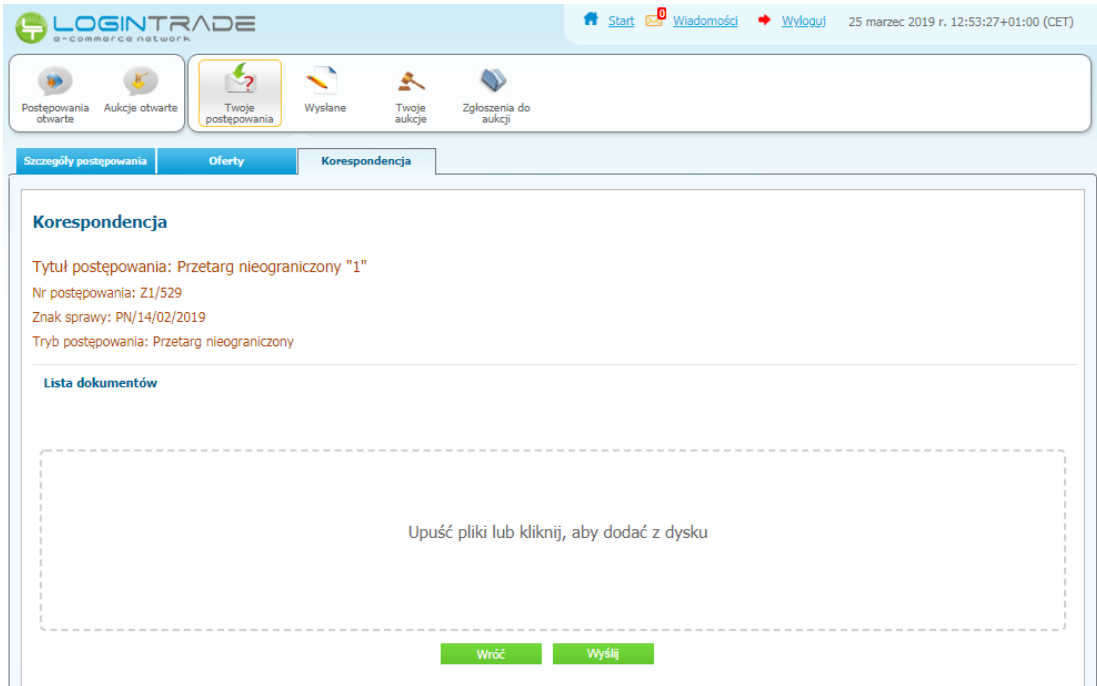 LOGINTRADE
e-commerce network
Start 0 Wiadomości Wyloguj 25 marzec 2019 r. 12:53:27+01:00 (CET)
Postępowania otwarte
Aukcje otwarte
Twoje postępowania
Wysłane
Twoje aukcje
Zgłoszenia do aukcji
Szczegóły postępowania Oferty Korespondencja
Korespondencja
Tytuł postępowania: Przetarg nieograniczony "1"
Nr postępowania: Z1/529
Znak sprawy: PN/14/02/2019
Tryb postępowania: Przetarg nieograniczony
Lista dokumentów
Upuść pliki lub kliknij, aby dodać z dysku
Wróć Wyślij